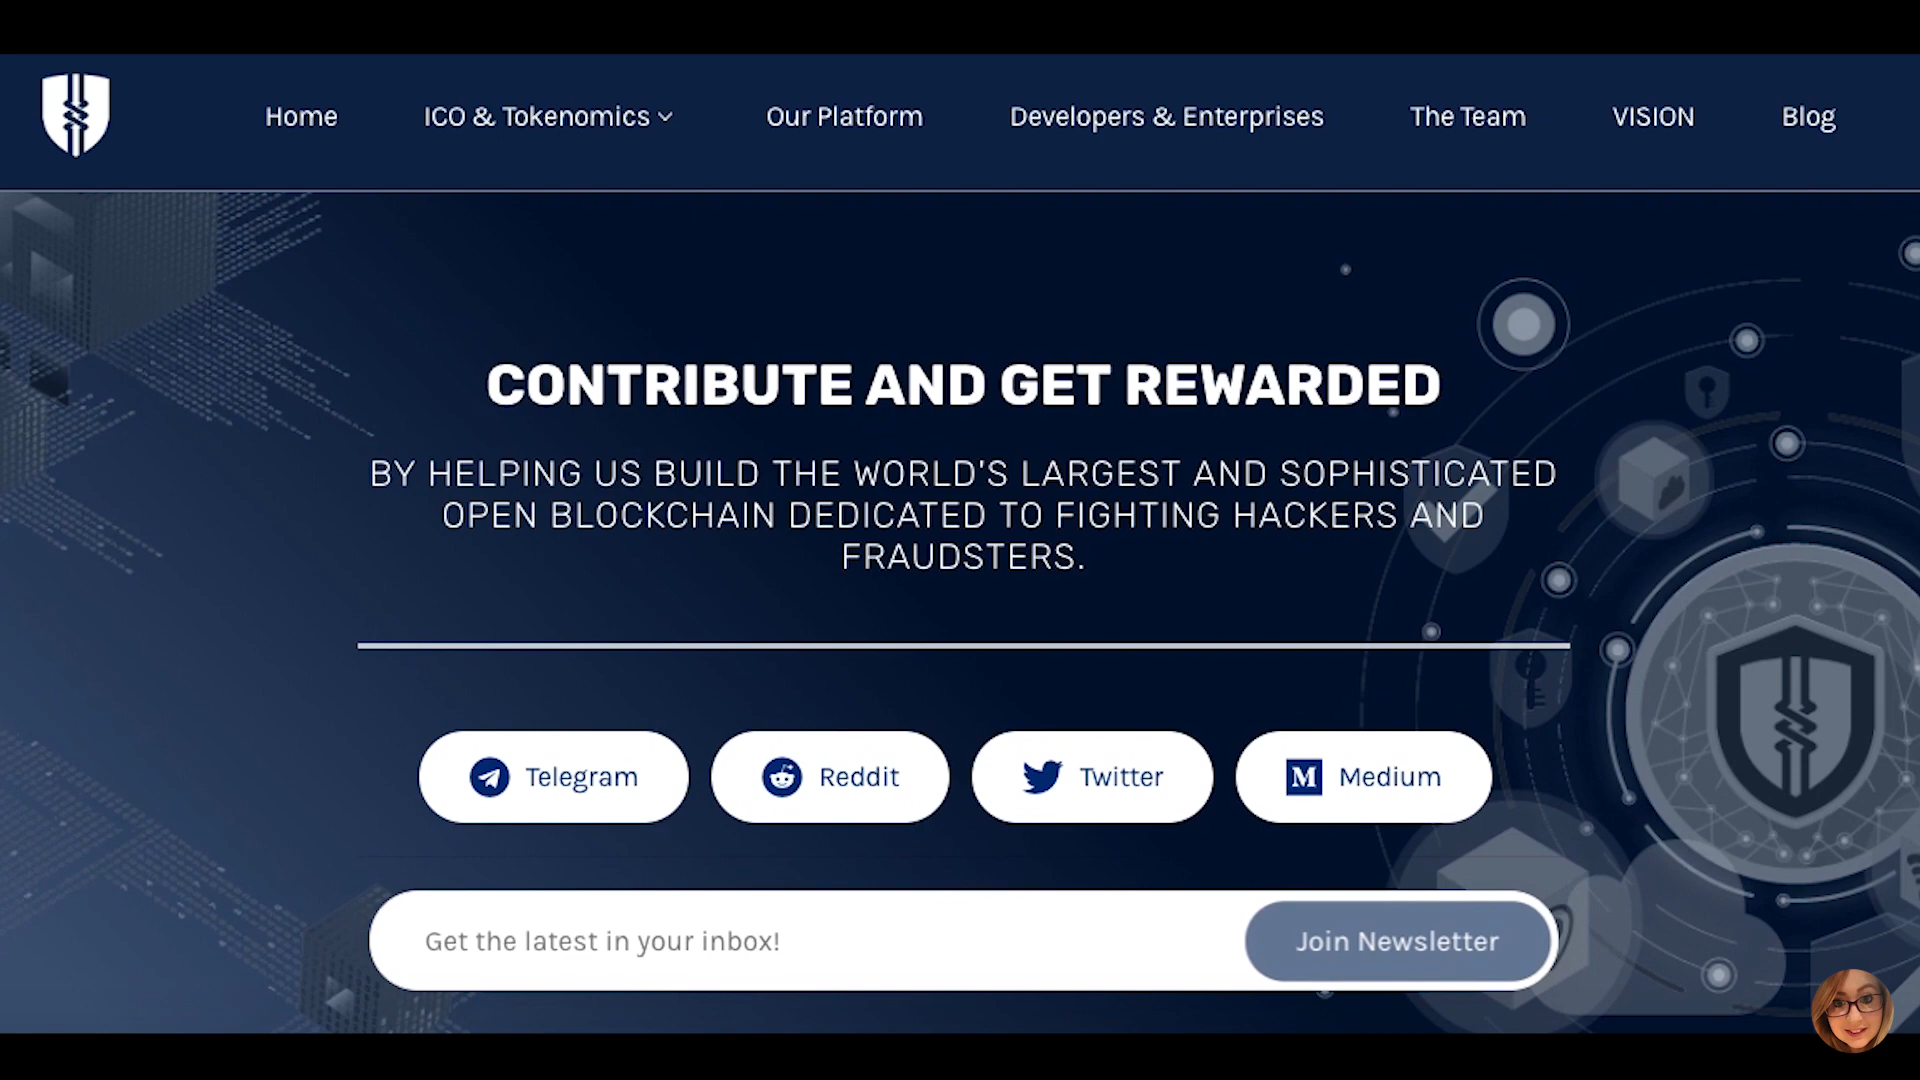 Home ICO & Tokenomics Our Platform Developers & Enterprises The Team VISION Blog
CONTRIBUTE AND GET REWARDED
BY HELPING US BUILD THE WORLD'S LARGEST AND SOPHISTICATED
OPEN BLOCKCHAIN DEDICATED TO FIGHTING HACKERS AND
FRAUDSTERS.
Telegram Reddit Twitter M Medium
Get the latest in your inbox! Join Newsletter